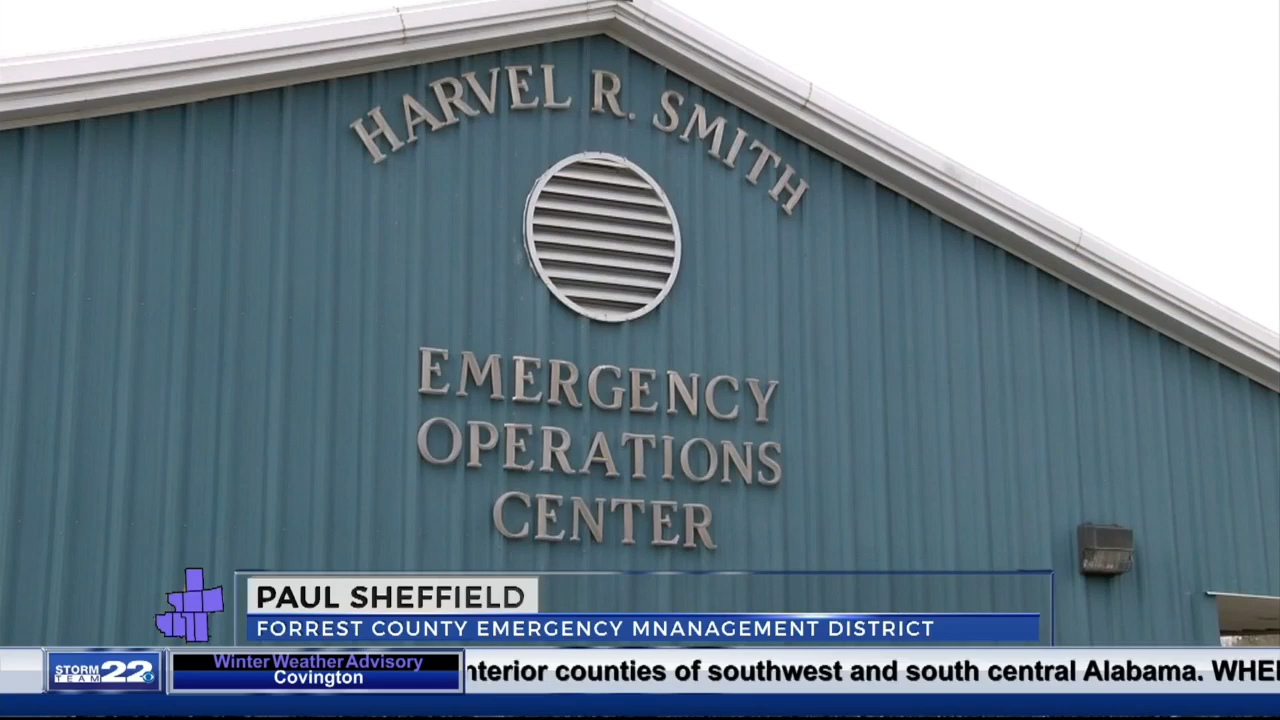 HARVEL R. SMITH
EMERGENCY
OPERATIONS
CENTER
PAUL SHEFFIELD
FORREST COUNTY EMERGENCY MNANAGEMENT DISTRICT
STORM TEAM 22
Winter Weather Advisory
Covington
nterior counties of southwest and south central Alabama. WHE